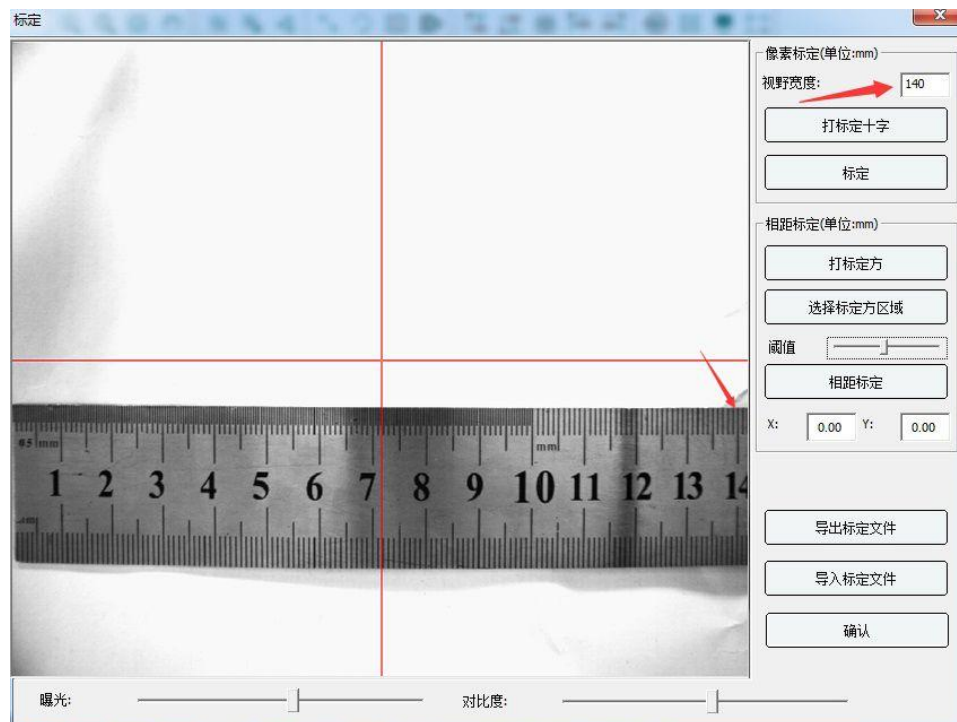 标定
像素标定(单位:mm)
视野宽度:
140
打标定十字
标定
相距标定(单位:mm)
打标定方
选择标定方区域
阈值
相距标定
X: 0.00 Y: 0.00
导出标定文件
导入标定文件
确认
mm
mm
1 2 3 4 5 6 7 8 9 10 11 12 13 14
曝光:
对比度: